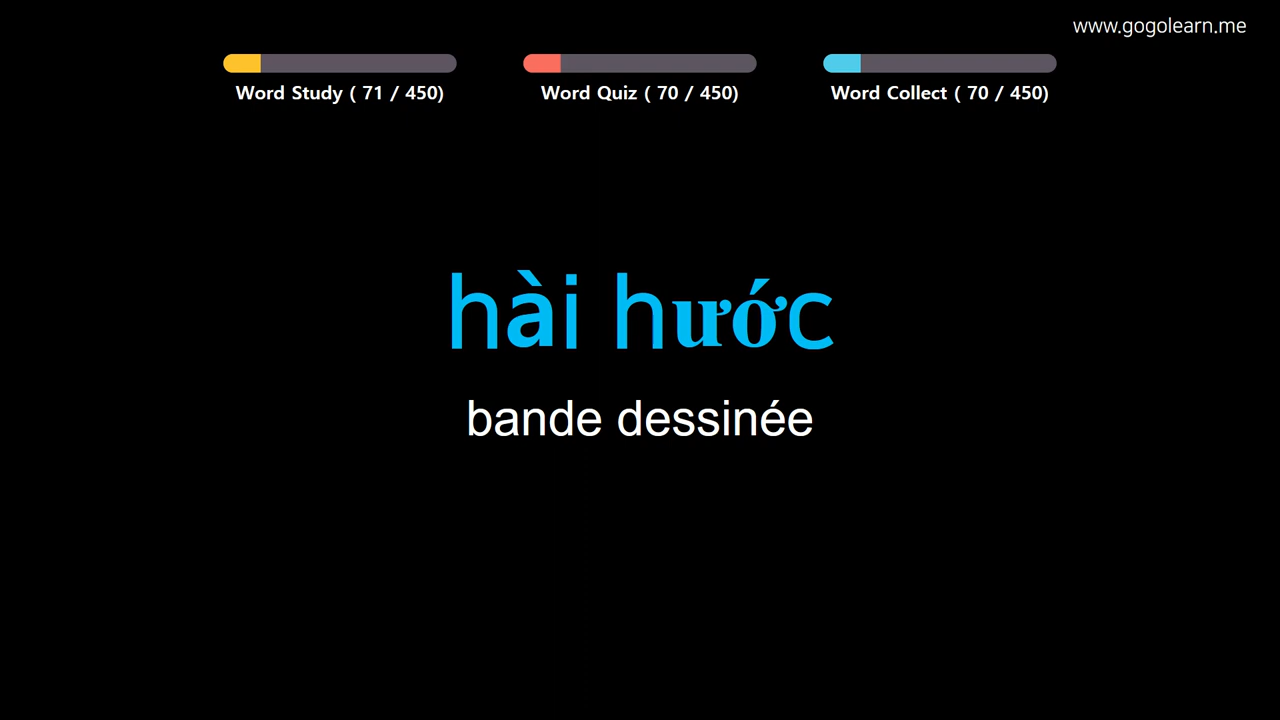 www.gogolearn.me
Word Study ( 71 / 450)
Word Quiz ( 70 / 450)
Word Collect ( 70 / 450)
hài hước
bande dessinée